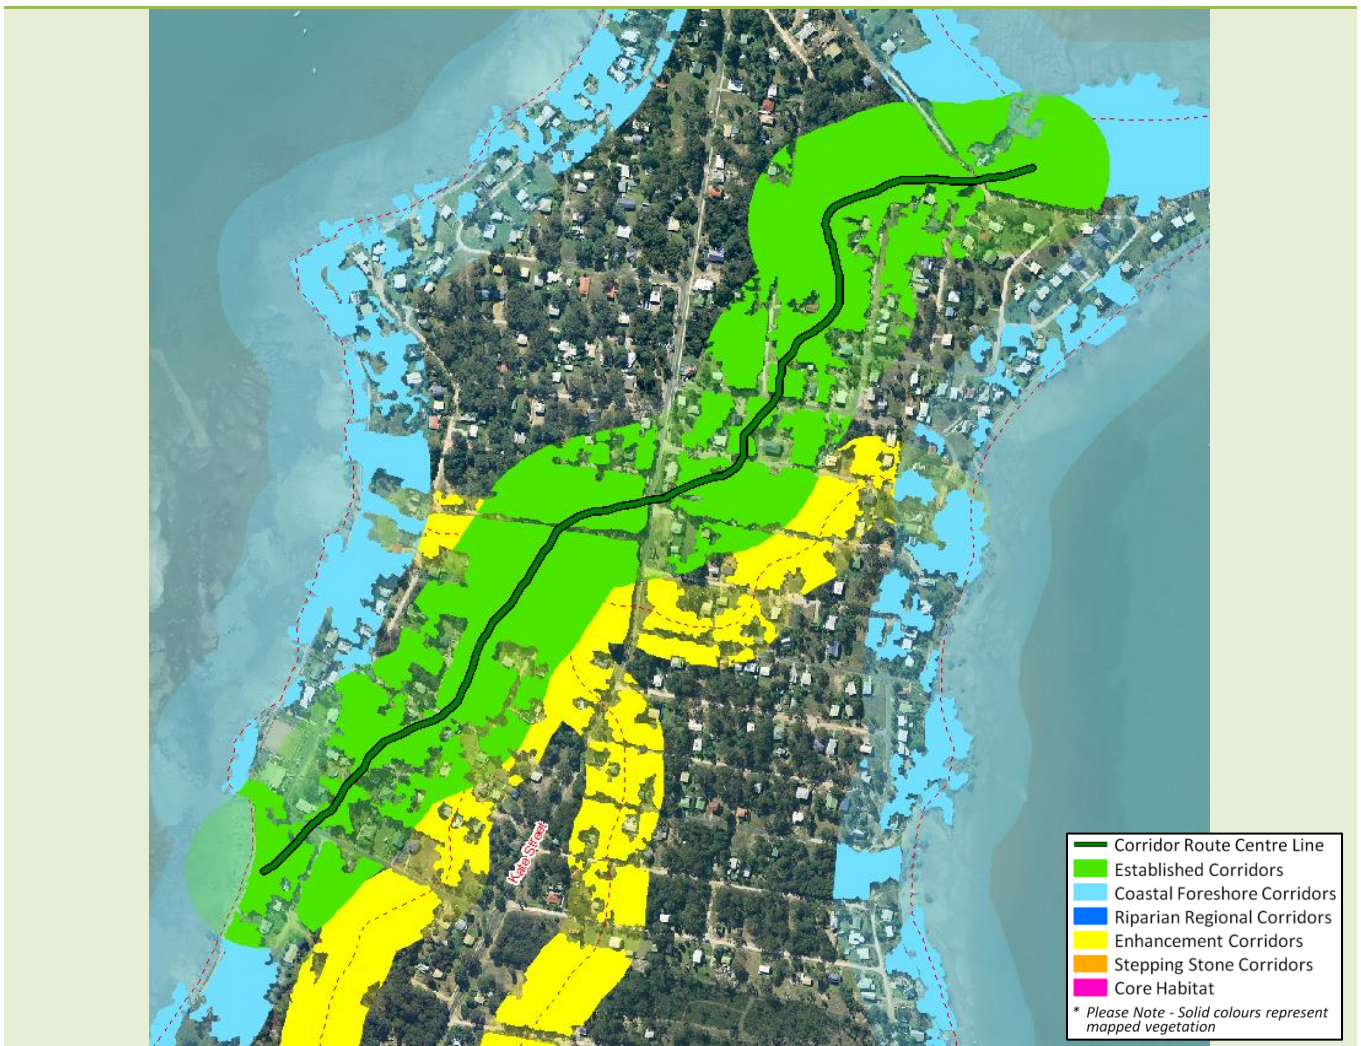 Kate Street
Corridor Route Centre Line
Established Corridors
Coastal Foreshore Corridors
Riparian Regional Corridors
Enhancement Corridors
Stepping Stone Corridors
Core Habitat
* Please Note - Solid colours represent
mapped vegetation